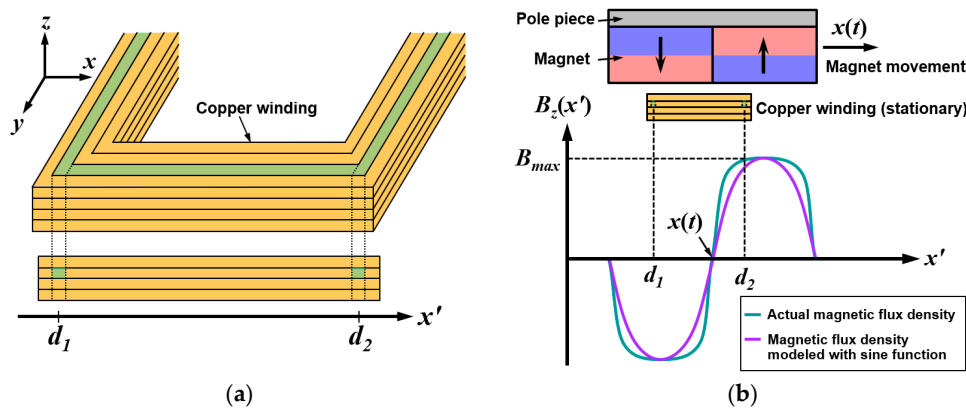 z
x
y
Copper winding
d1
d2
x'
(a)
Pole piece
Magnet
x(t)
Magnet movement
Bz(x')
Copper winding (stationary)
Bmax
x(t)
d1
d2
x'
Actual magnetic flux density
Magnetic flux density
modeled with sine function
(b)